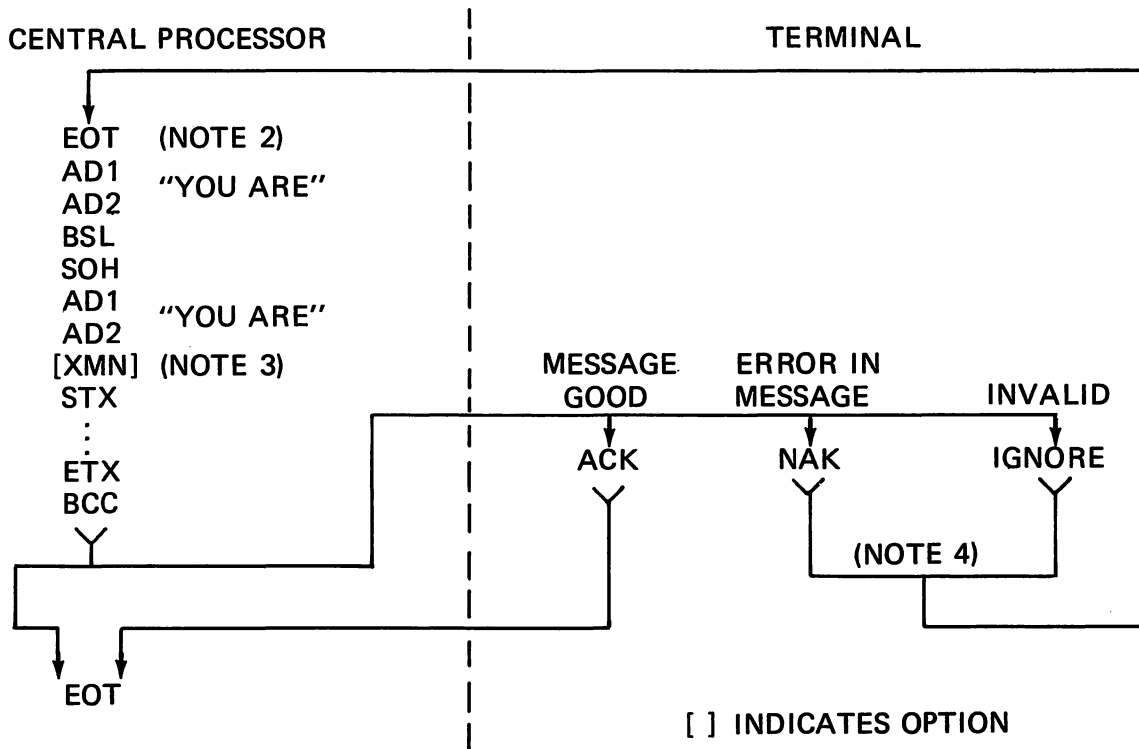 CENTRAL PROCESSOR
TERMINAL
EOT (NOTE 2)
AD1
AD2
"YOU ARE"
BSL
SOH
AD1
AD2
"YOU ARE"
[XMN] (NOTE 3)
STX
ETX
BCC
MESSAGE
GOOD
ERROR IN
MESSAGE
INVALID
ACK
NAK
IGNORE
(NOTE 4)
EOT
[ ] INDICATES OPTION